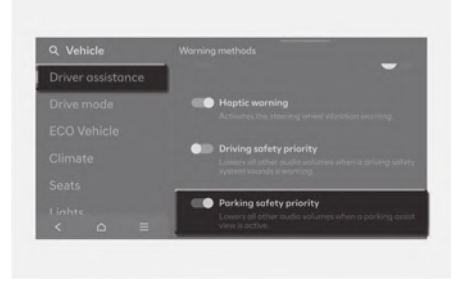 Vehicle
Warning methods
Driver assistance
Drive mode
Haptic warning
Activates the steering wheel vibration warning.
ECO Vehicle
Driving safety priority
Lowers all other audio volumes when a driving safety
system sounds a warning.
Climate
Seats
Parking safety priority
Lowers all other audio volumes when a parking assist
view is active.
Lights